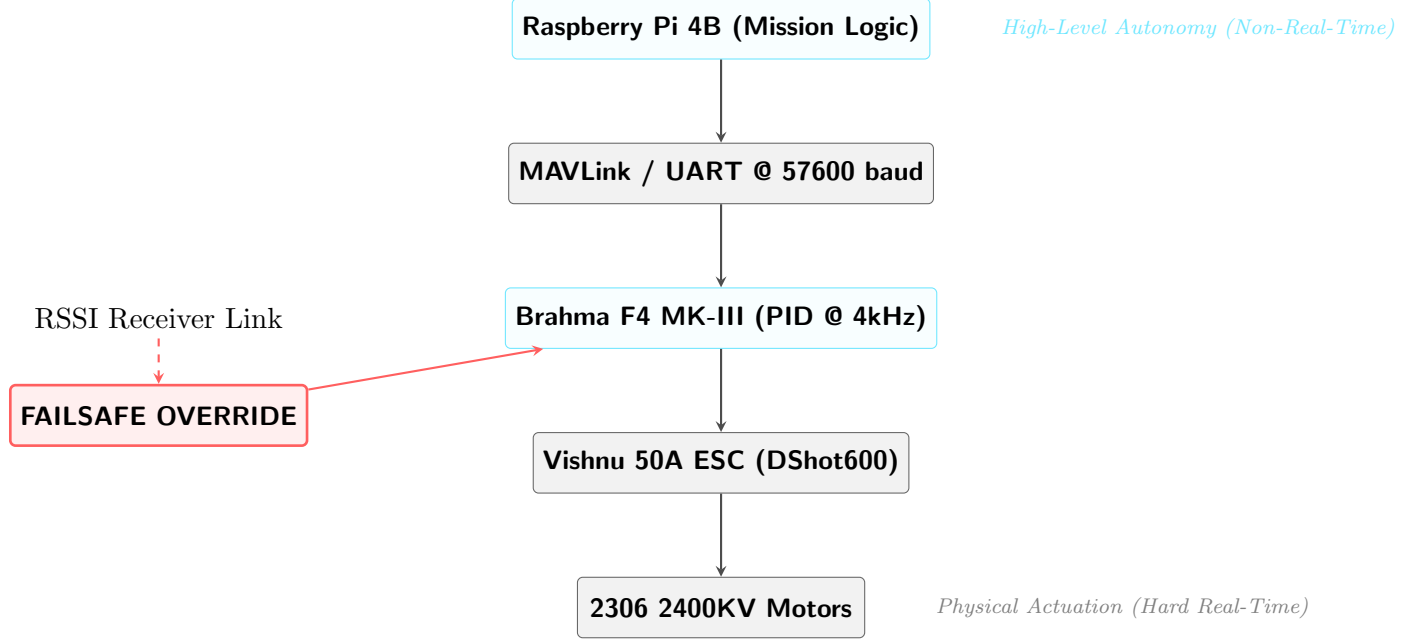 Raspberry Pi 4B (Mission Logic)
High-Level Autonomy (Non-Real-Time)
MAVLink / UART @ 57600 baud
Brahma F4 MK-III (PID @ 4kHz)
RSSI Receiver Link
FAILSAFE OVERRIDE
Vishnu 50A ESC (DShot600)
2306 2400KV Motors
Physical Actuation (Hard Real-Time)